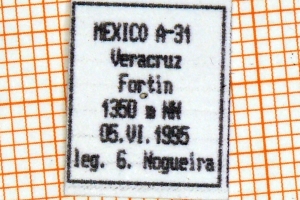 MEXICO A-31
Veracruz
Fortin
1350 m NN
05.VI.1995
leg. G. Nogueira